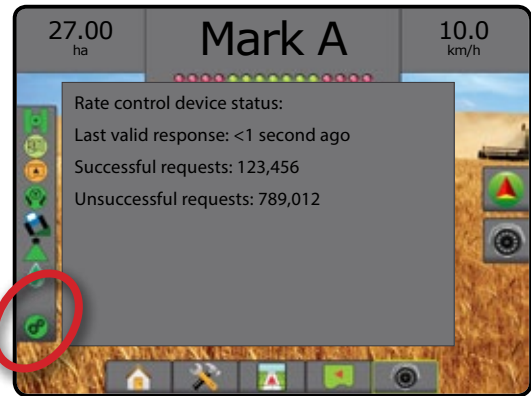 27.00
ha
Mark A
10.0
km/h
Rate control device status:
Last valid response: <1 second ago
Successful requests: 123,456
Unsuccessful requests: 789,012